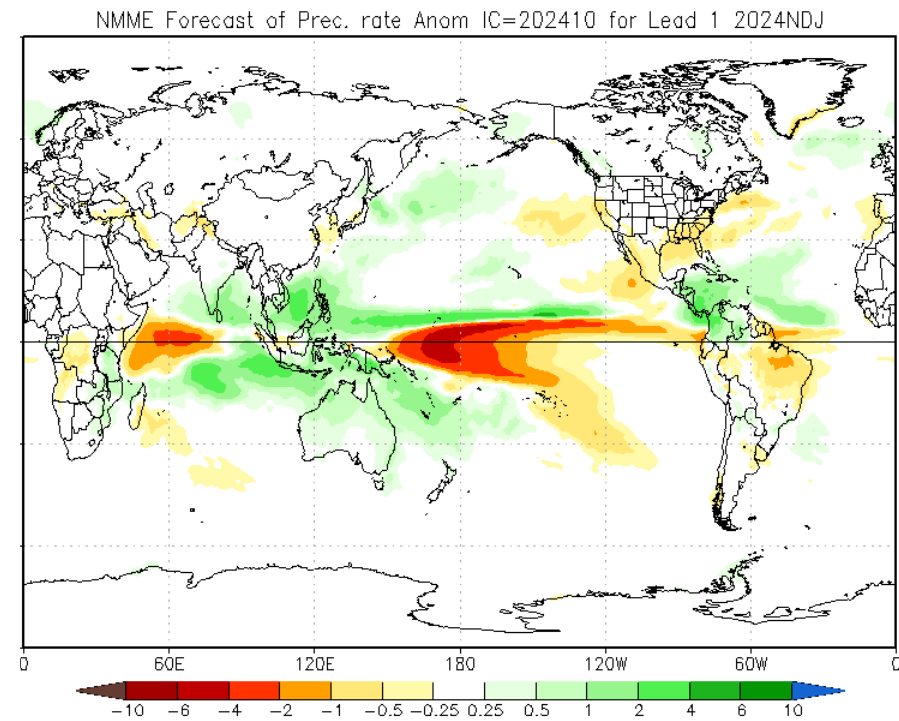 NMME Forecast of Prec. rate Anom IC=202410 for Lead 1 2024NDJ
0 60E 120E 180 120W 60W 0
-10 -6 -4 -2 -1 -0.5 -0.25 0.25 0.5 1 2 4 6 10